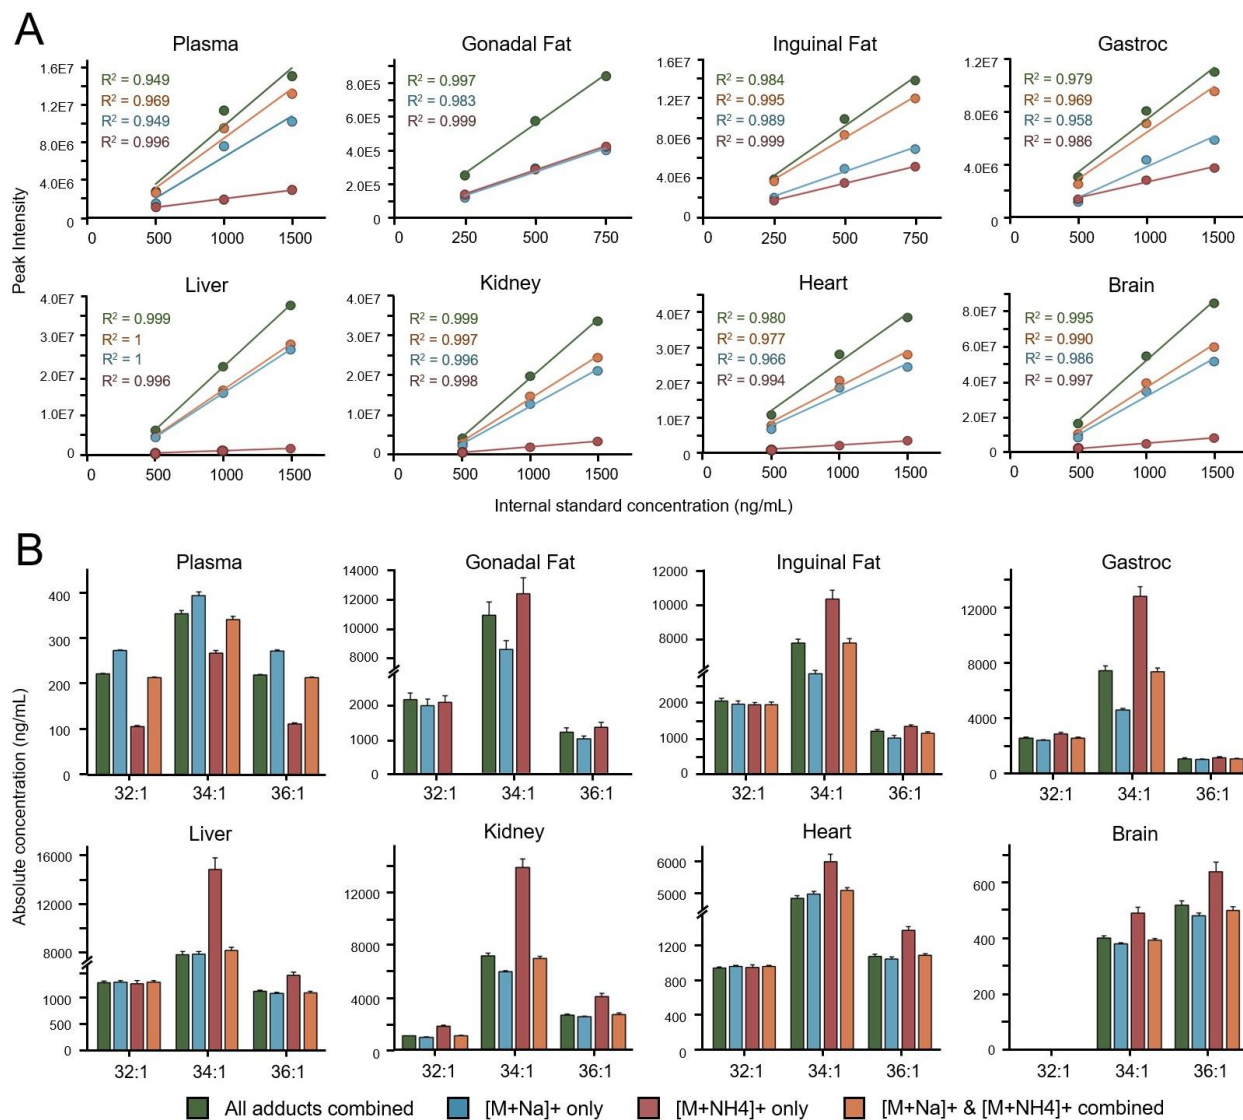 A
Plasma
Gonadal Fat
Inguinal Fat
Gastroc
Peak Intensity
1.6E7
1.2E7
8.0E6
4.0E6
0
R² = 0.949
R² = 0.969
R² = 0.949
R² = 0.996
0 500 1000 1500
8.0E5
6.0E5
4.0E5
2.0E5
0
R² = 0.997
R² = 0.983
R² = 0.999
0 250 500 750
1.6E7
1.2E7
8.0E6
4.0E6
0
R² = 0.984
R² = 0.995
R² = 0.989
R² = 0.999
0 250 500 750
1.2E7
8.0E6
4.0E6
0
R² = 0.979
R² = 0.969
R² = 0.958
R² = 0.986
0 500 1000 1500
Liver
Kidney
Heart
Brain
4.0E7
3.0E7
2.0E7
1.0E7
0
R² = 0.999
R² = 1
R² = 1
R² = 0.996
0 500 1000 1500
4.0E7
3.0E7
2.0E7
1.0E7
0
R² = 0.999
R² = 0.997
R² = 0.996
R² = 0.998
0 500 1000 1500
4.0E7
3.0E7
2.0E7
1.0E7
0
R² = 0.980
R² = 0.977
R² = 0.966
R² = 0.994
0 500 1000 1500
8.0E7
6.0E7
4.0E7
2.0E7
0
R² = 0.995
R² = 0.990
R² = 0.986
R² = 0.997
0 500 1000 1500
Internal standard concentration (ng/mL)
B
Plasma
Gonadal Fat
Inguinal Fat
Gastroc
Absolute concentration (ng/mL)
400
300
200
100
0
32:1 34:1 36:1
14000
12000
10000
8000
2000
1000
0
32:1 34:1 36:1
12000
10000
8000
2000
1000
0
32:1 34:1 36:1
12000
8000
4000
0
32:1 34:1 36:1
Liver
Kidney
Heart
Brain
16000
12000
8000
1000
500
0
32:1 34:1 36:1
12000
8000
4000
0
32:1 34:1 36:1
6000
5000
1200
800
400
0
32:1 34:1 36:1
600
400
200
0
32:1 34:1 36:1
All adducts combined [M+Na]+ only [M+NH4]+ only [M+Na]+ & [M+NH4]+ combined